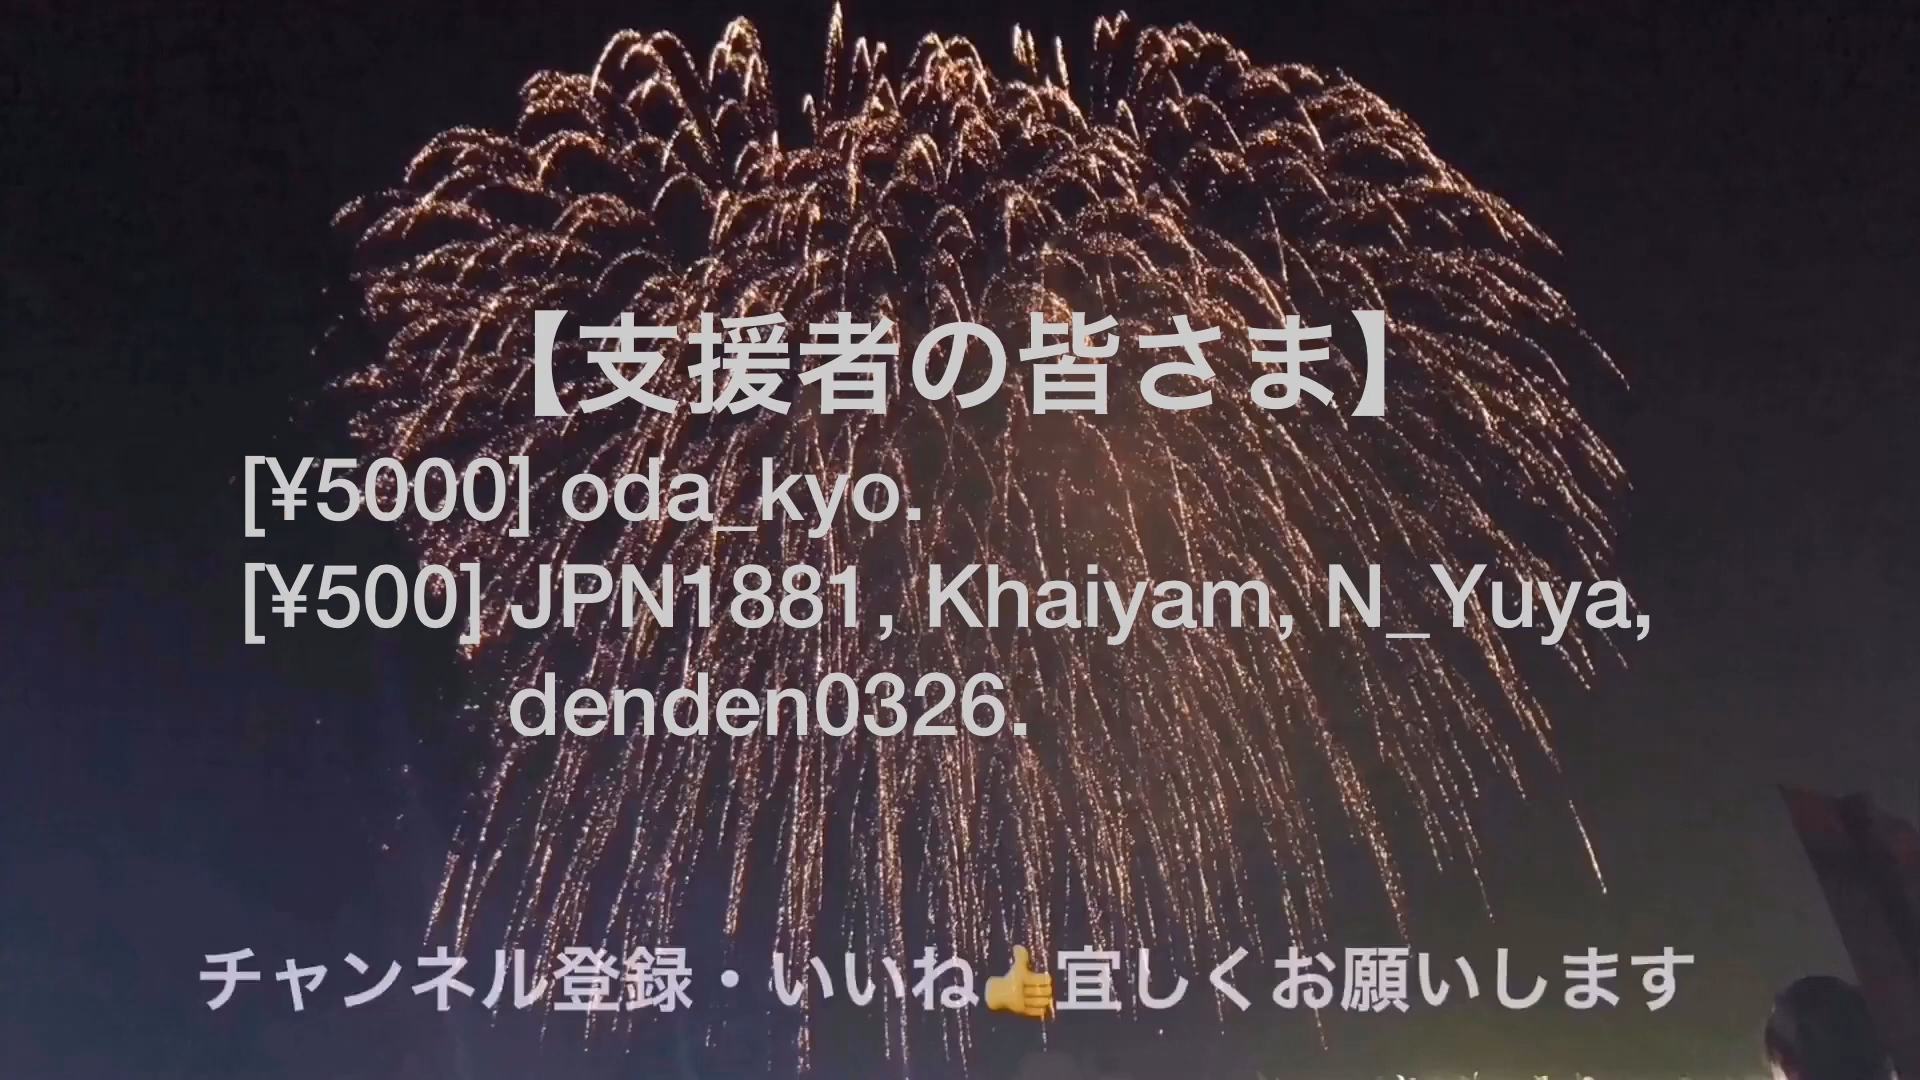 【支援者の皆さま】
[¥5000] oda_kyo.
[¥500] JPN1881, Khaiyam, N_Yuya,
denden0326.
チャンネル登録・いいね👍宜しくお願いします